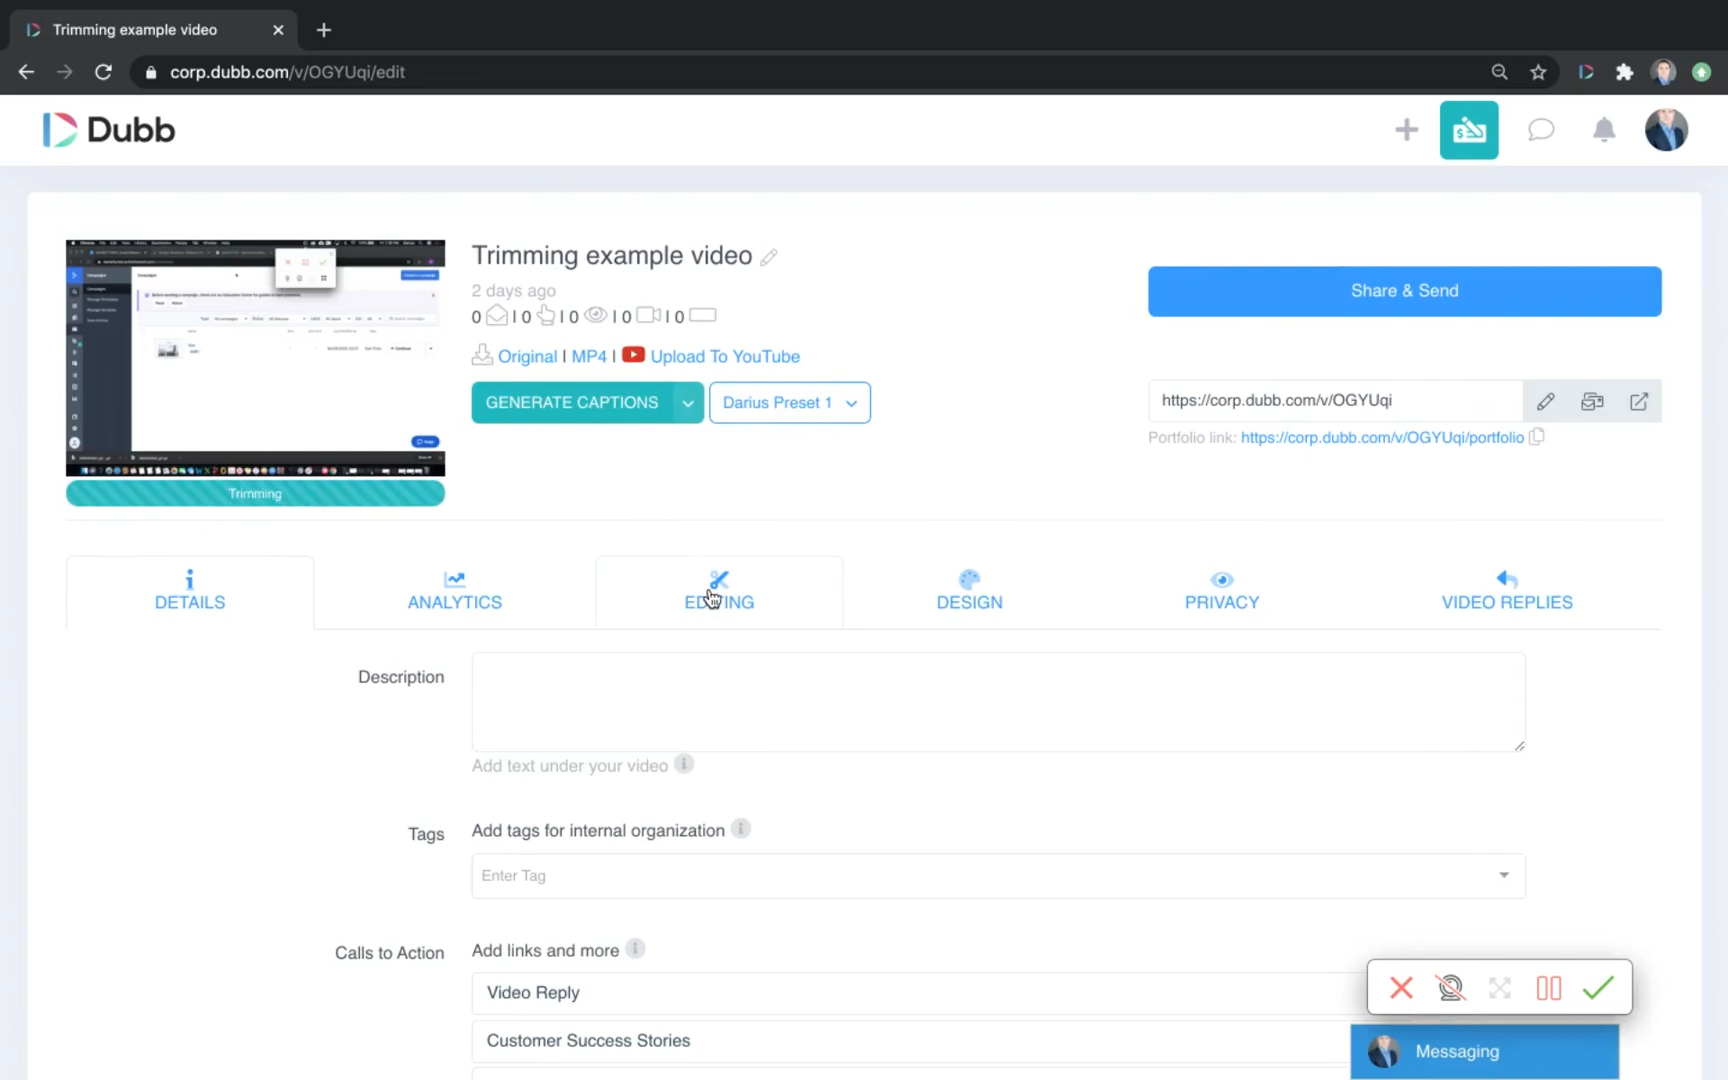 Trimming example video
corp.dubb.com/v/OGYUqi/edit
Dubb
Trimming example video
2 days ago
0 | 0 | 0 | 0 | 0
Original | MP4 | Upload To YouTube
GENERATE CAPTIONS
Darius Preset 1
Share & Send
https://corp.dubb.com/v/OGYUqi
Portfolio link: https://corp.dubb.com/v/OGYUqi/portfolio
Trimming
DETAILS
ANALYTICS
EDITING
DESIGN
PRIVACY
VIDEO REPLIES
Description
Add text under your video
Tags
Add tags for internal organization
Enter Tag
Calls to Action
Add links and more
Video Reply
Customer Success Stories
Messaging